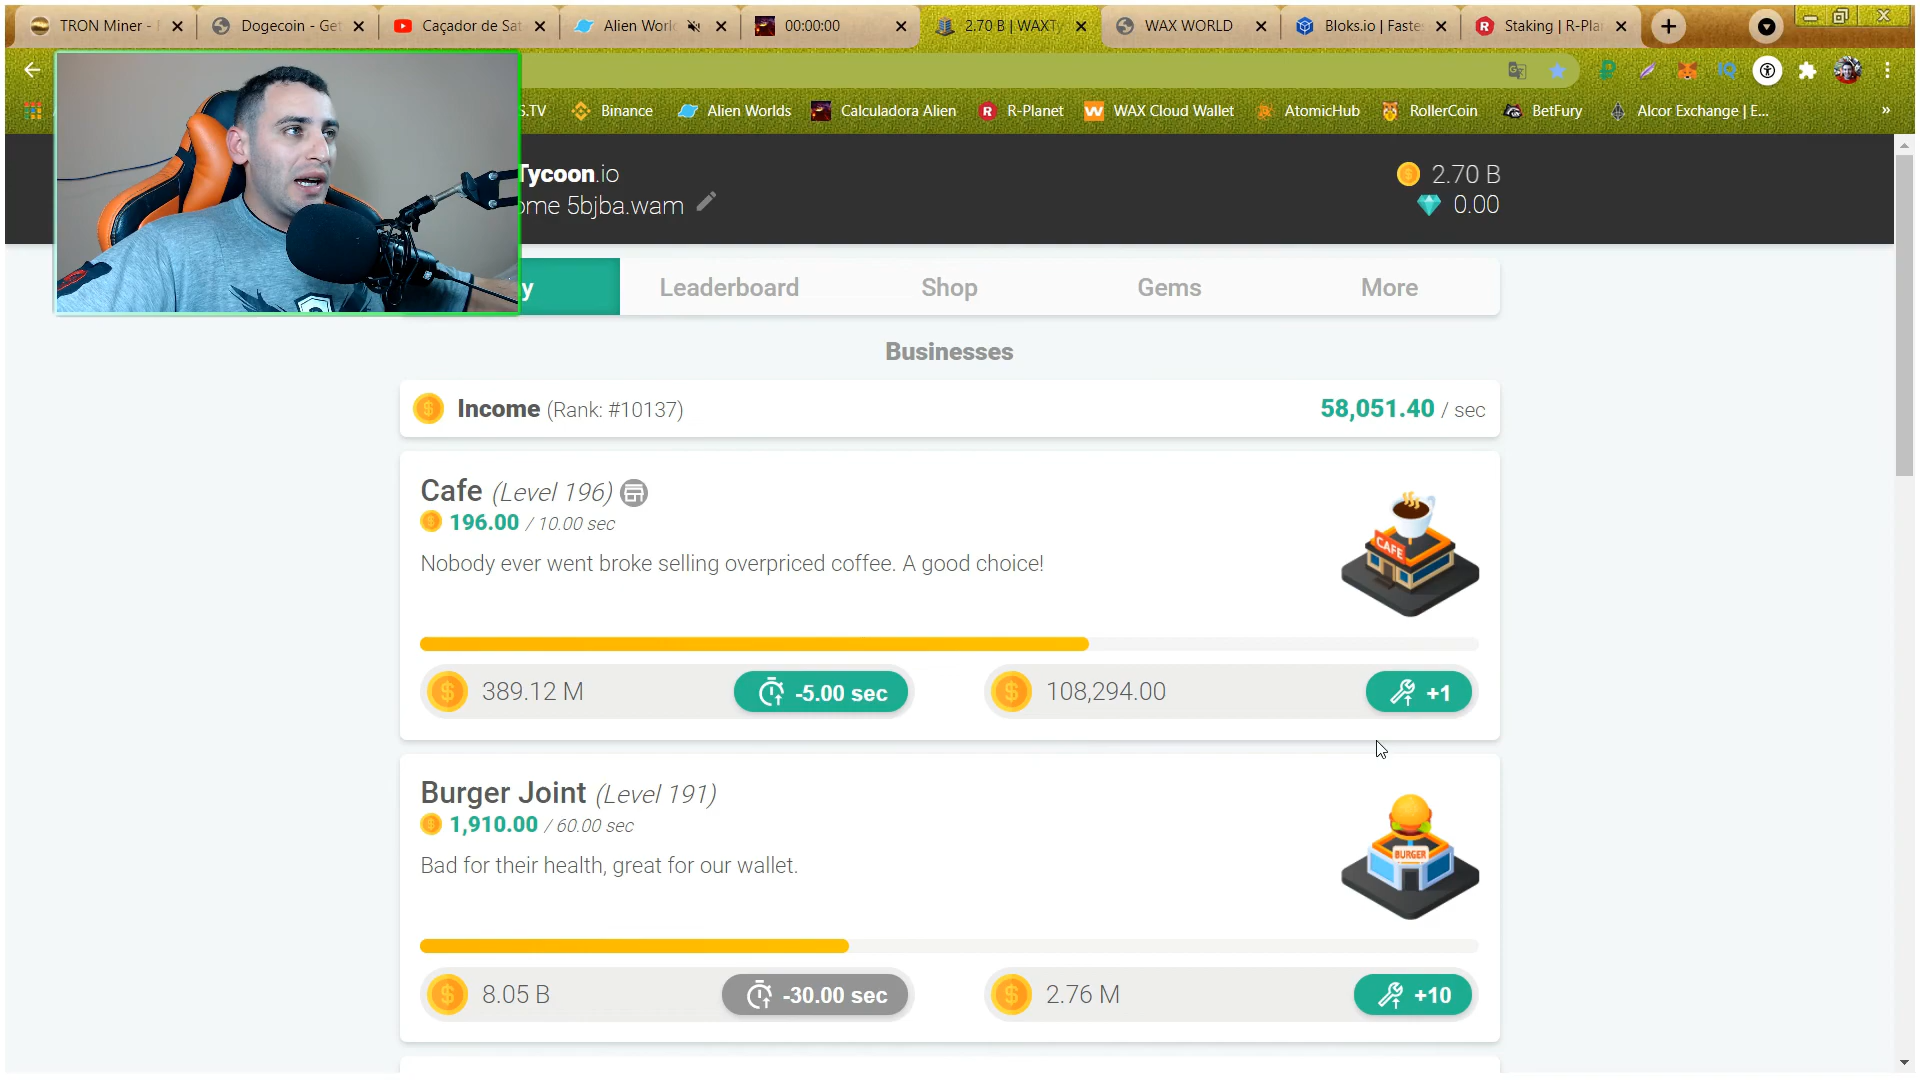 TRON Miner -
Dogecoin - Get
Caçador de Sat
Alien Worl
00:00:00
2.70 B | WAXTy
WAX WORLD
Bloks.io | Faste
Staking | R-Pla
S.TV
Binance
Alien Worlds
Calculadora Alien
R-Planet
WAX Cloud Wallet
AtomicHub
RollerCoin
BetFury
Alcor Exchange | E...
»
Tycoon.io
ome 5bjba.wam
2.70 B
0.00
y
Leaderboard
Shop
Gems
More
Businesses
Income (Rank: #10137)
58,051.40 / sec
Cafe (Level 196)
196.00 / 10.00 sec
Nobody ever went broke selling overpriced coffee. A good choice!
CAFE
389.12 M
-5.00 sec
108,294.00
+1
Burger Joint (Level 191)
1,910.00 / 60.00 sec
Bad for their health, great for our wallet.
BURGER
8.05 B
-30.00 sec
2.76 M
+10